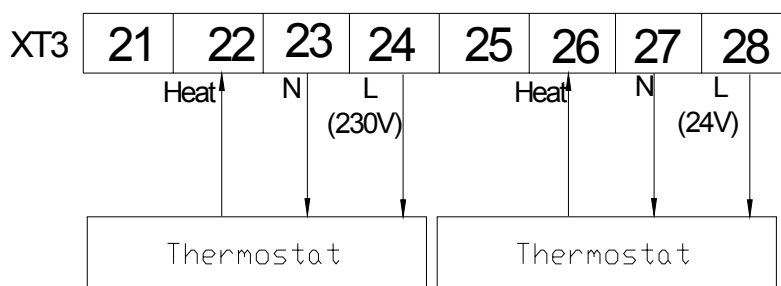 XT3 21 22 23 24 25 26 27 28
Heat N L Heat N L
(230V) (24V)
Thermostat Thermostat